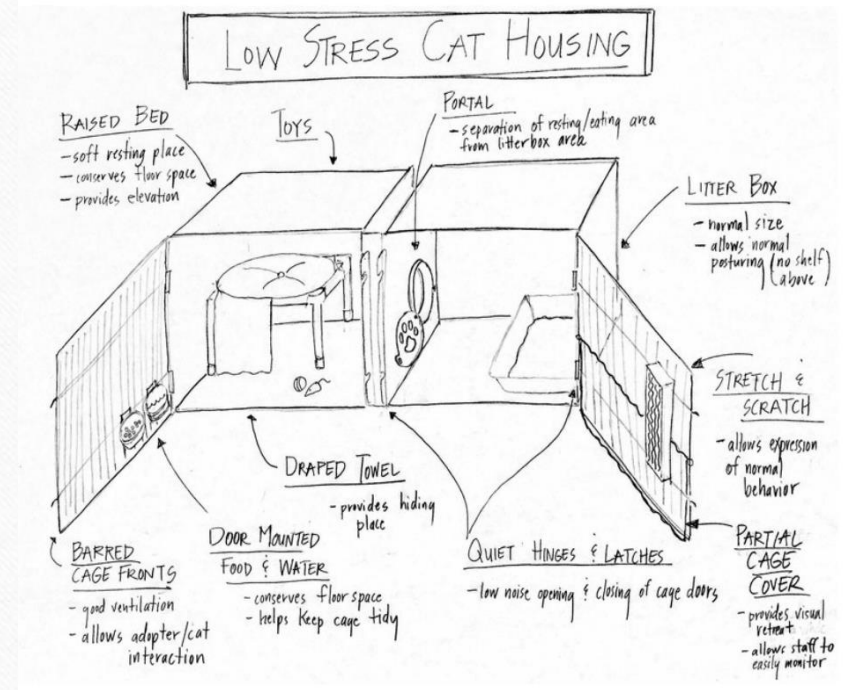 LOW STRESS CAT HOUSING
RAISED BED
- soft resting place
- conserves floor space
- provides elevation
TOYS
PORTAL
- separation of resting/eating area
from litterbox area
LITTER BOX
- normal size
- allows normal
posturing (no shelf
above)
STRETCH &
SCRATCH
- allows expression
of normal
behavior
DRAPED TOWEL
- provides hiding
place
BARRED
CAGE FRONTS
- good ventilation
- allows adopter/cat
interaction
DOOR MOUNTED
FOOD & WATER
- conserves floor space
- helps keep cage tidy
QUIET HINGES & LATCHES
- low noise opening & closing of cage doors
PARTIAL
CAGE
COVER
- provides visual
retreat
- allows staff to
easily monitor